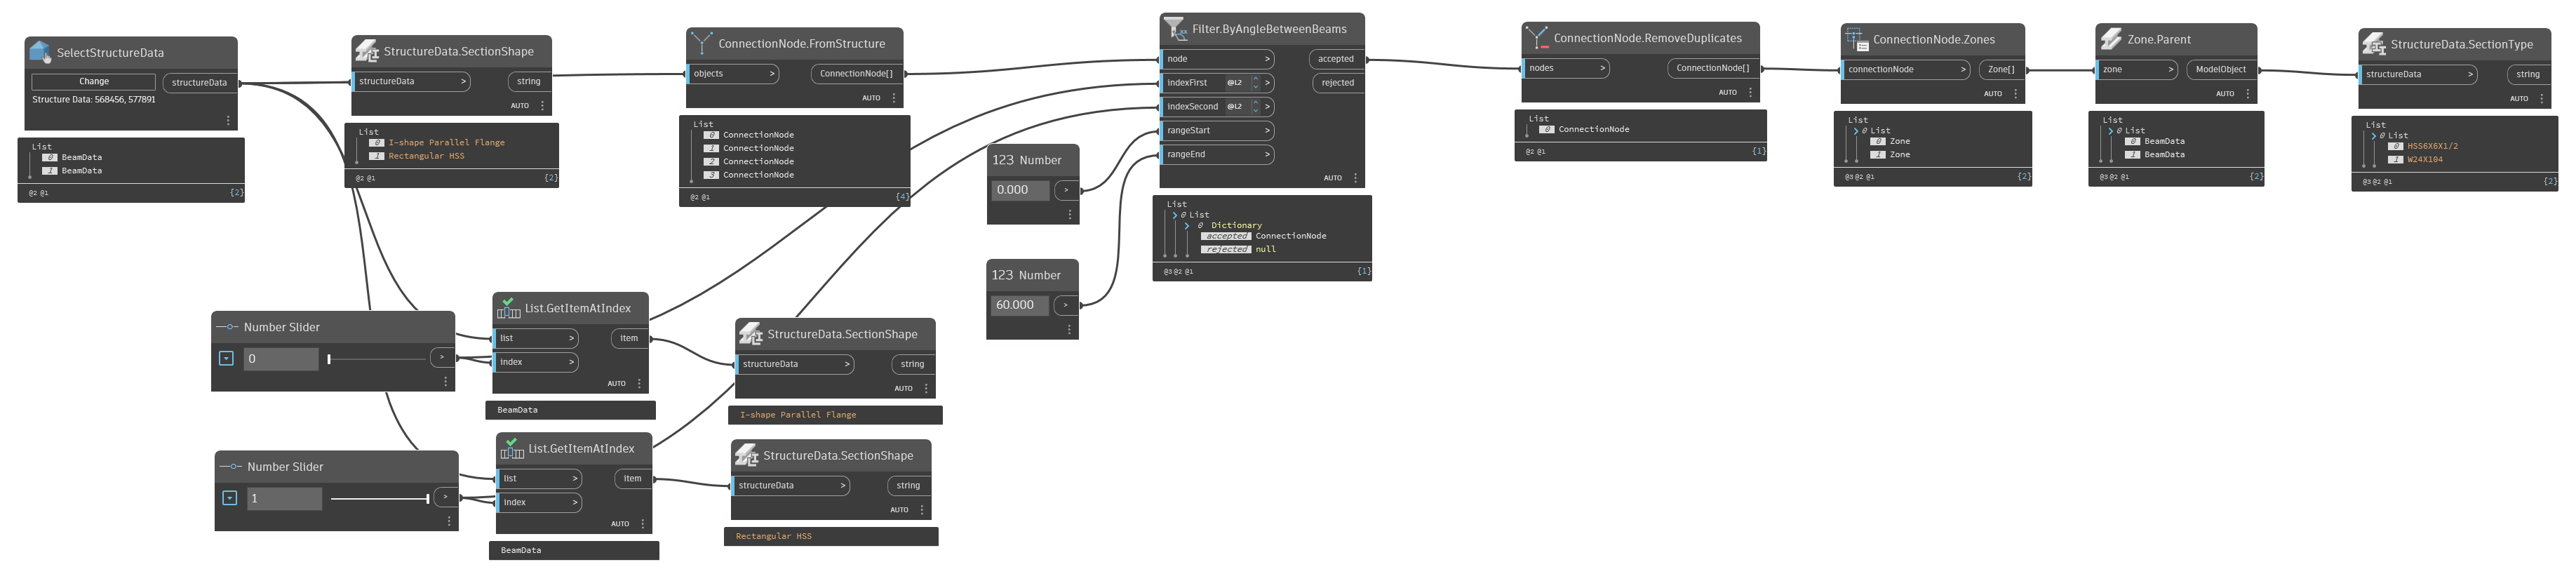 SelectStructureData
Change
structureData
Structure Data: 568456, 577891
List
0 BeamData
1 BeamData
@2 @1
{2}
StructureData.SectionShape
structureData >
string
AUTO
List
0 I-shape Parallel Flange
1 Rectangular HSS
@2 @1
{2}
ConnectionNode.FromStructure
objects >
ConnectionNode[]
AUTO
List
0 ConnectionNode
1 ConnectionNode
2 ConnectionNode
3 ConnectionNode
@2 @1
{4}
123 Number
0.000 >
123 Number
60.000 >
Filter.ByAngleBetweenBeams
node >
accepted
indexFirst @L2 >
rejected
indexSecond @L2 >
rangeStart >
rangeEnd >
AUTO
List
0 List
0 Dictionary
accepted ConnectionNode
rejected null
@3 @2 @1
{1}
ConnectionNode.RemoveDuplicates
nodes >
ConnectionNode[]
AUTO
List
0 ConnectionNode
@2 @1
{1}
ConnectionNode.Zones
connectionNode >
Zone[]
AUTO
List
0 List
0 Zone
1 Zone
@3 @2 @1
{2}
Zone.Parent
zone >
ModelObject
AUTO
List
0 List
0 BeamData
1 BeamData
@3 @2 @1
{2}
StructureData.SectionType
structureData >
string
AUTO
List
0 List
0 HSS6X6X1/2
1 W24X104
@3 @2 @1
{2}
Number Slider
0 >
List.GetItemAtIndex
list >
item
index >
AUTO
BeamData
StructureData.SectionShape
structureData >
string
AUTO
I-shape Parallel Flange
Number Slider
1 >
List.GetItemAtIndex
list >
item
index >
AUTO
BeamData
StructureData.SectionShape
structureData >
string
AUTO
Rectangular HSS